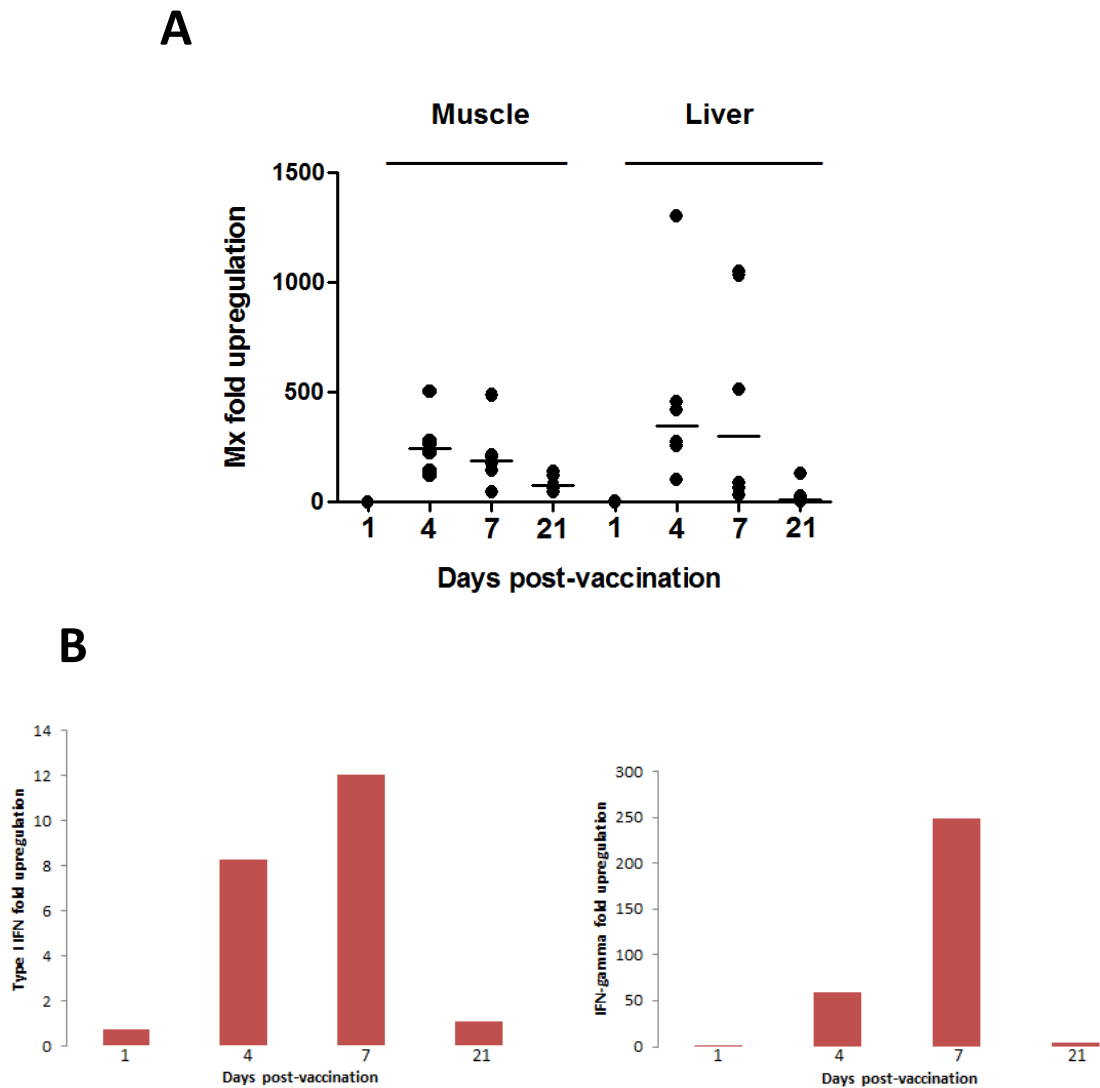 A
Muscle Liver
Mx fold upregulation
1500
1000
500
0
1 4 7 21 1 4 7 21
Days post-vaccination
B
Type I IFN fold upregulation
14
12
10
8
6
4
2
0
1 4 7 21
Days post-vaccination
IFN-gamma fold upregulation
300
250
200
150
100
50
0
1 4 7 21
Days post-vaccination